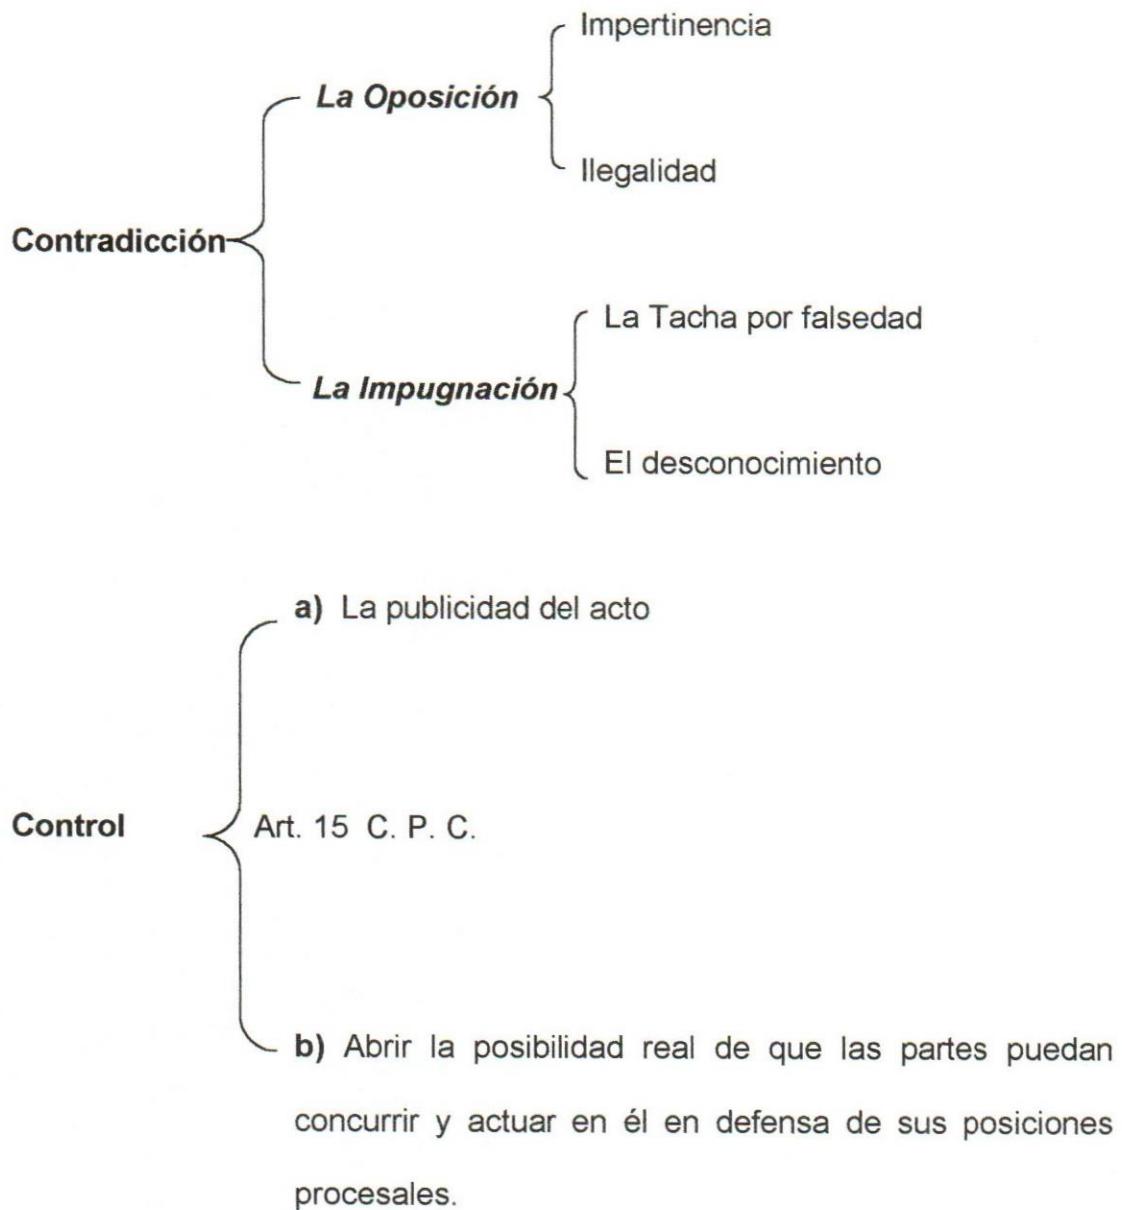 Impertinencia
La Oposición
Ilegalidad
Contradicción
La Tacha por falsedad
La Impugnación
El desconocimiento
a) La publicidad del acto
Control
Art. 15 C. P. C.
b) Abrir la posibilidad real de que las partes puedan
concurrir y actuar en él en defensa de sus posiciones
procesales.